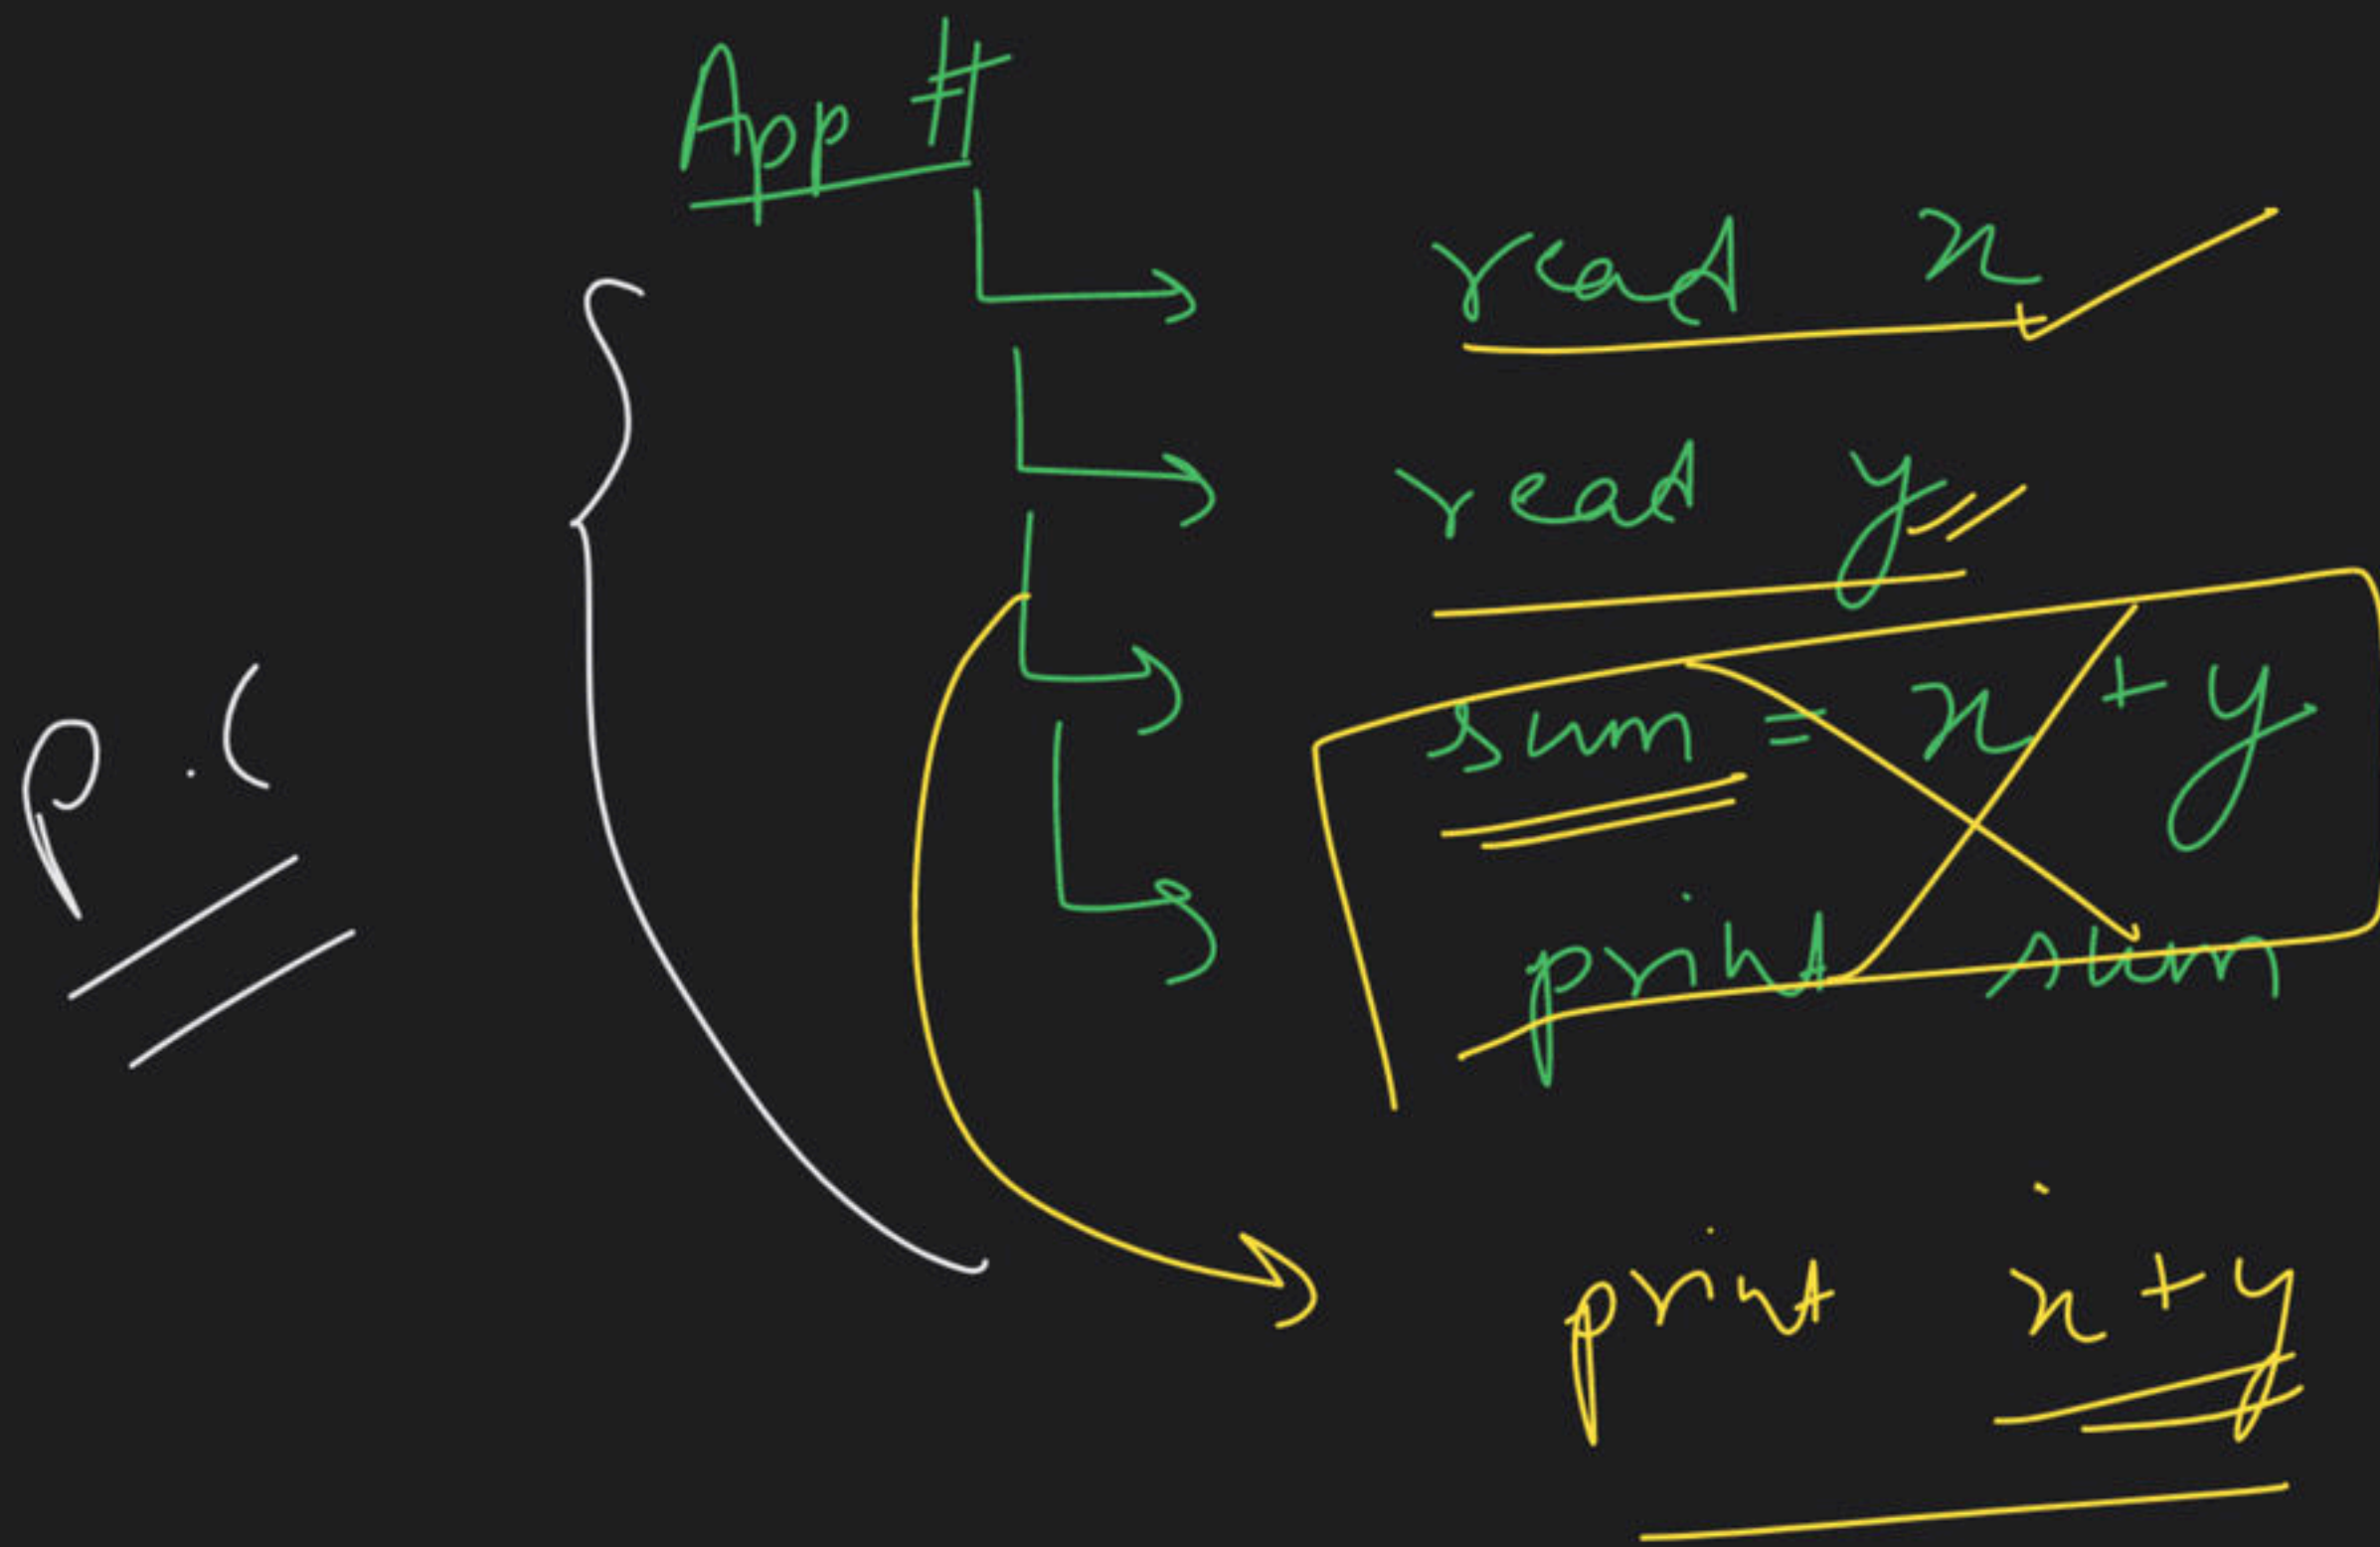 App #
read x
read y
sum = x + y
P.C
print sum
print x + y